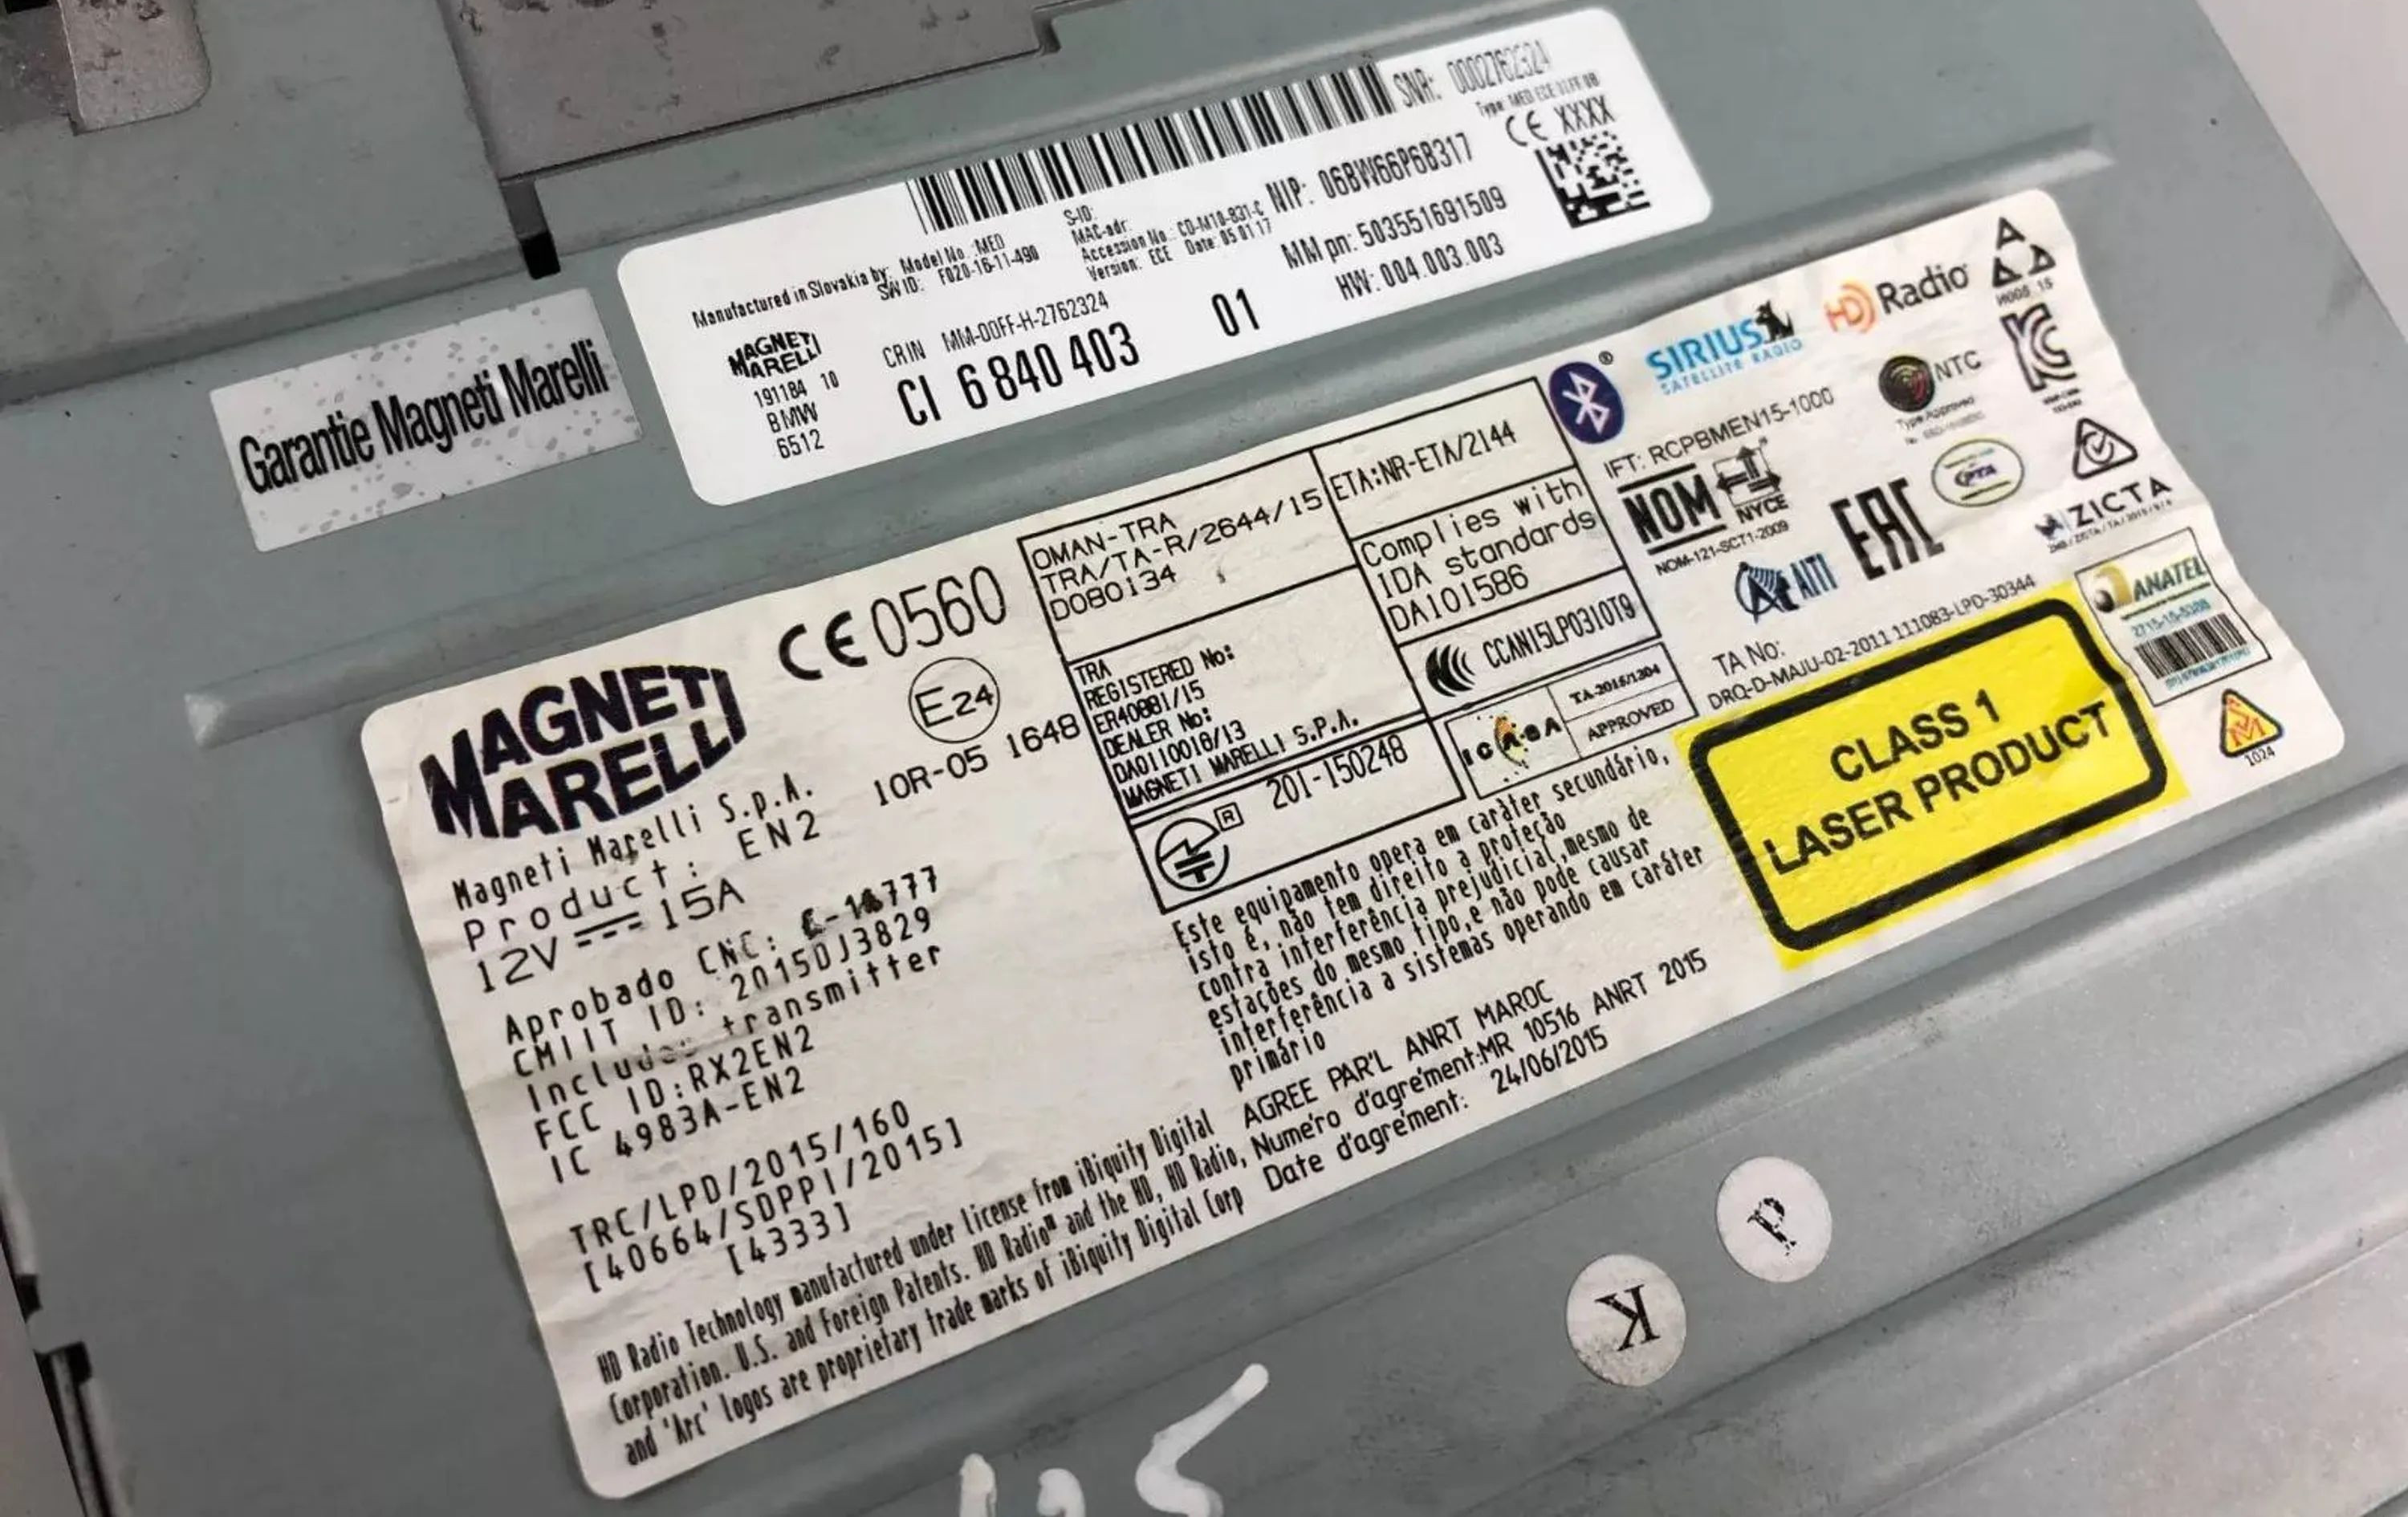 SNR: 0002762324
Type: MED ECE 01FF 0B
CE XXXX
S-ID:
MAC-adr:
Accession No.: CD-M10-831-C
Version: ECE Date: 05 01 17
NIP: 06BW66P6B317
MM pn: 503551691509
HW: 004.003.003
Manufactured in Slovakia by:
Model No.: MED
SW ID: F020-16-11-490
MAGNETI
MARELLI
191184 10
BMW
6512
CRIN MM-00FF-H-2762324
CI 6 840 403 01
Garantie Magneti Marelli
MAGNETI
MARELLI
CE 0560
E24
10R-05 1648
Magneti Marelli S.p.A.
Product: EN2
12V 15A
Aprobado CNC:
CMIIT ID: 2015DJ3829
Includes transmitter
FCC ID:RX2EN2
IC 4983A-EN2
TRC/LPD/2015/160
[40664/SDPPI/2015]
[4333]
HD Radio Technology manufactured under license from iBiquity Digital
Corporation. U.S. and Foreign Patents. HD Radio™ and the HD, HD Radio,
and 'Arc' logos are proprietary trade marks of iBiquity Digital Corp
OMAN-TRA
TRA/TA-R/2644/15
D080134
TRA
REGISTERED No:
ER40881/15
DEALER No:
DA0110018/13
MAGNETI MARELLI S.P.A.
R 201-150248
ETA:NR-ETA/2144
Complies with
IDA standards
DA101586
CCAN15LP0310T9
ICASA
TA-2015/1204
APPROVED
Este equipamento opera em caráter secundário,
isto é, não tem direito a proteção
contra interferência prejudicial,mesmo de
estações do mesmo tipo,e não pode causar
interferência a sistemas operando em caráter
primário
AGREE PAR'L ANRT MAROC
Numéro d'agrément:MR 10516 ANRT 2015
Date d'agrément: 24/06/2015
®
SIRIUS
SATELLITE RADIO
HD Radio
IFT: RCPBMEN15-1000
NOM
NYCE
NOM-121-SCT1-2009
NTC
Type Approved
EAC
PTA
ZICTA
AITI
TA No:
DRQ-D-MAJU-02-2011 111083-LPD-30344
ANATEL
CLASS 1
LASER PRODUCT
1024
P
K